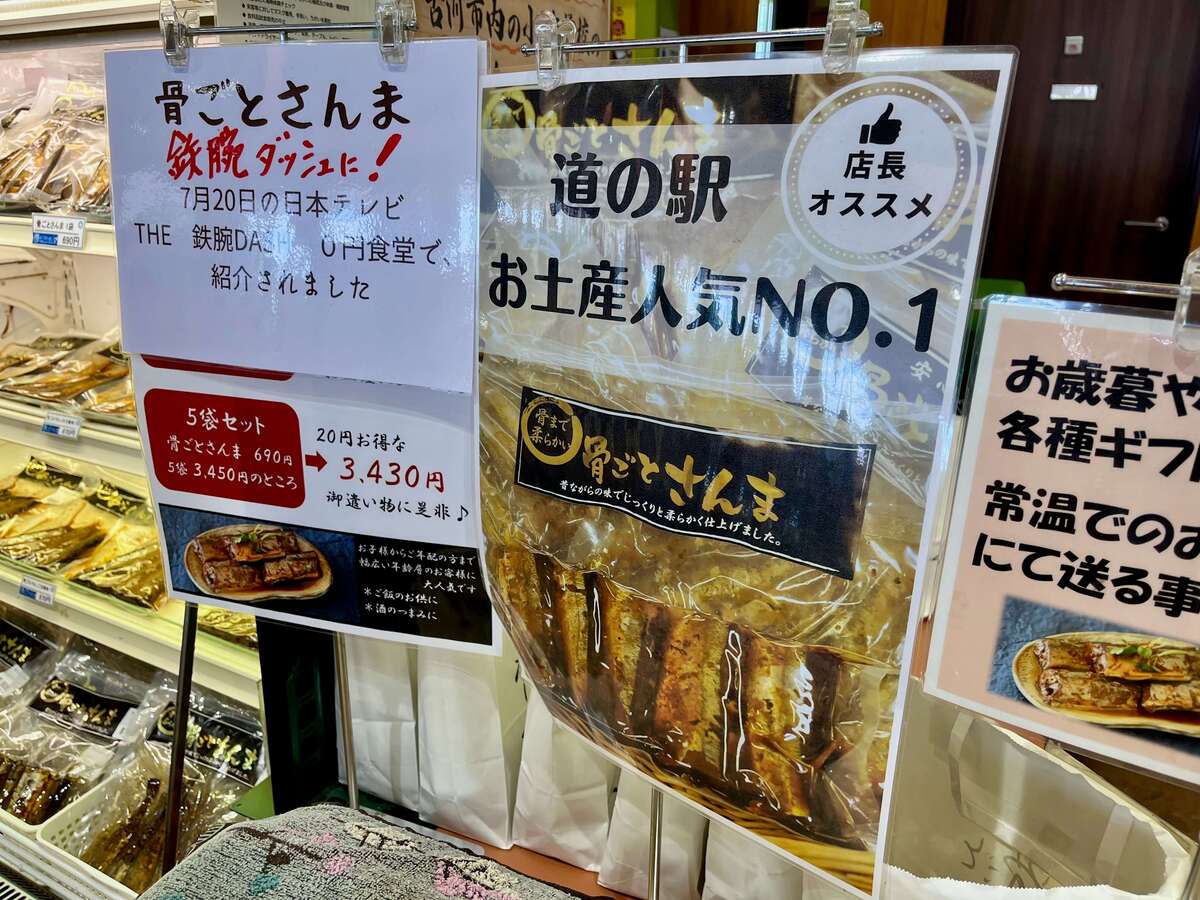 骨ごとさんま
鉄腕ダッシュに!
7月20日の日本テレビ
THE 鉄腕DASH 0円食堂で、
紹介されました
5袋セット
骨ごとさんま 690円
5袋 3,450円のところ
20円お得な
3,430円
御遣い物に是非♪
お子様からご年配の方まで
幅広い年齢層のお客様に
大人気です
*ご飯のお供に
*酒のつまみに
骨ごとさんま
店長
オススメ
道の駅
お土産人気NO.1
骨まで
柔らかい
骨ごとさんま
昔ながらの味でじっくりと柔らかく仕上げました。
お歳暮や
各種ギフ
常温でのお
にて送る事
骨ごとさんま 1袋
690円